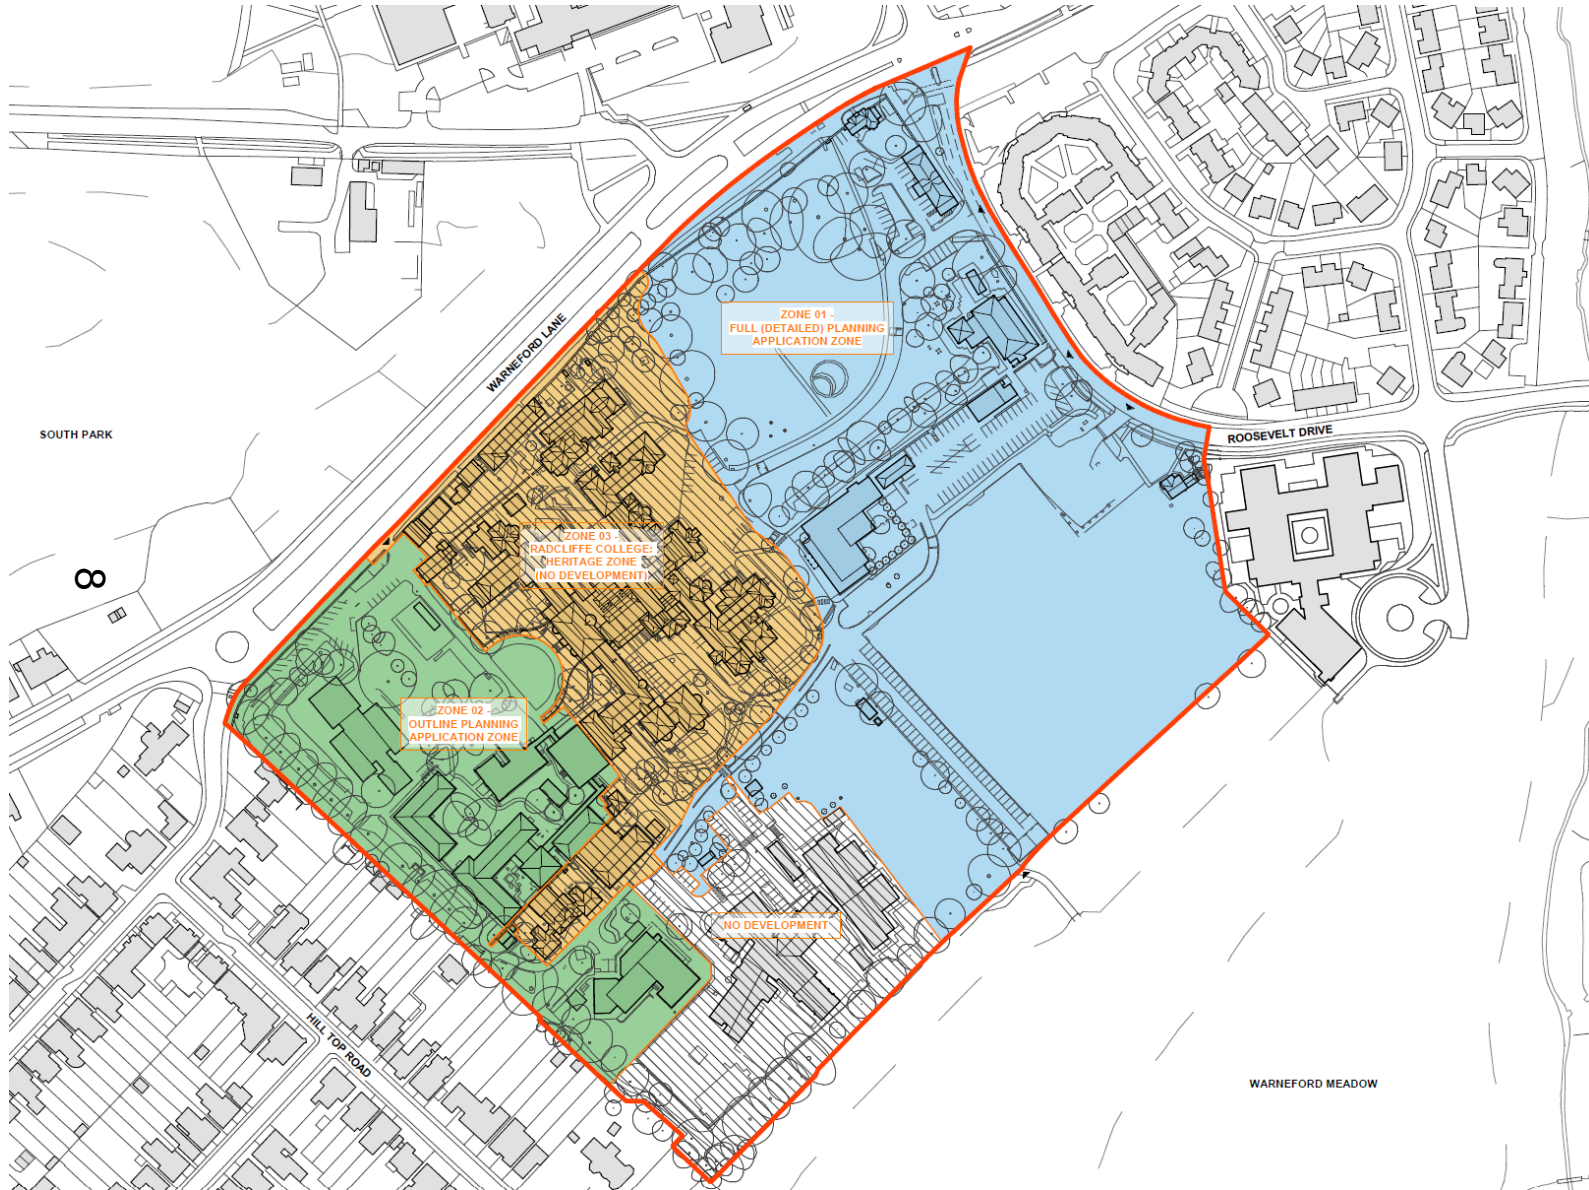 ZONE 01 -
FULL (DETAILED) PLANNING
APPLICATION ZONE
WARNEFORD LANE
SOUTH PARK
ROOSEVELT DRIVE
ZONE 03 -
RADCLIFFE COLLEGE:
HERITAGE ZONE
(NO DEVELOPMENT)
8
ZONE 02 -
OUTLINE PLANNING
APPLICATION ZONE
NO DEVELOPMENT
HILL TOP ROAD
WARNEFORD MEADOW